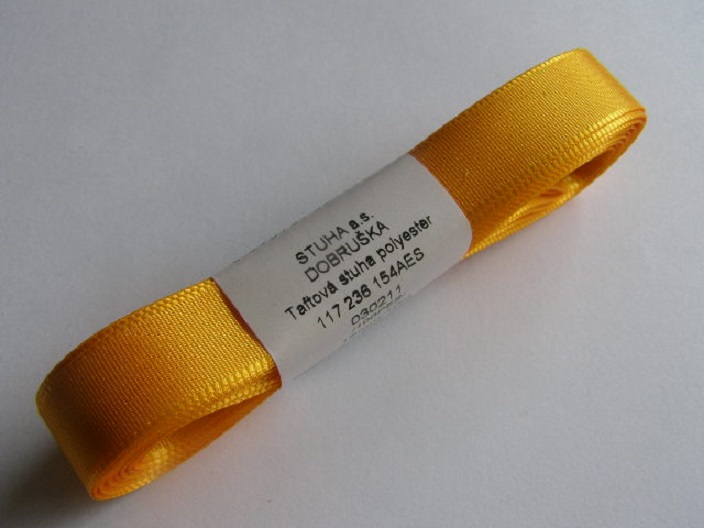 STUHA a.s.
DOBRUŠKA
Taftová stuha polyester
117 236 154AES
030211